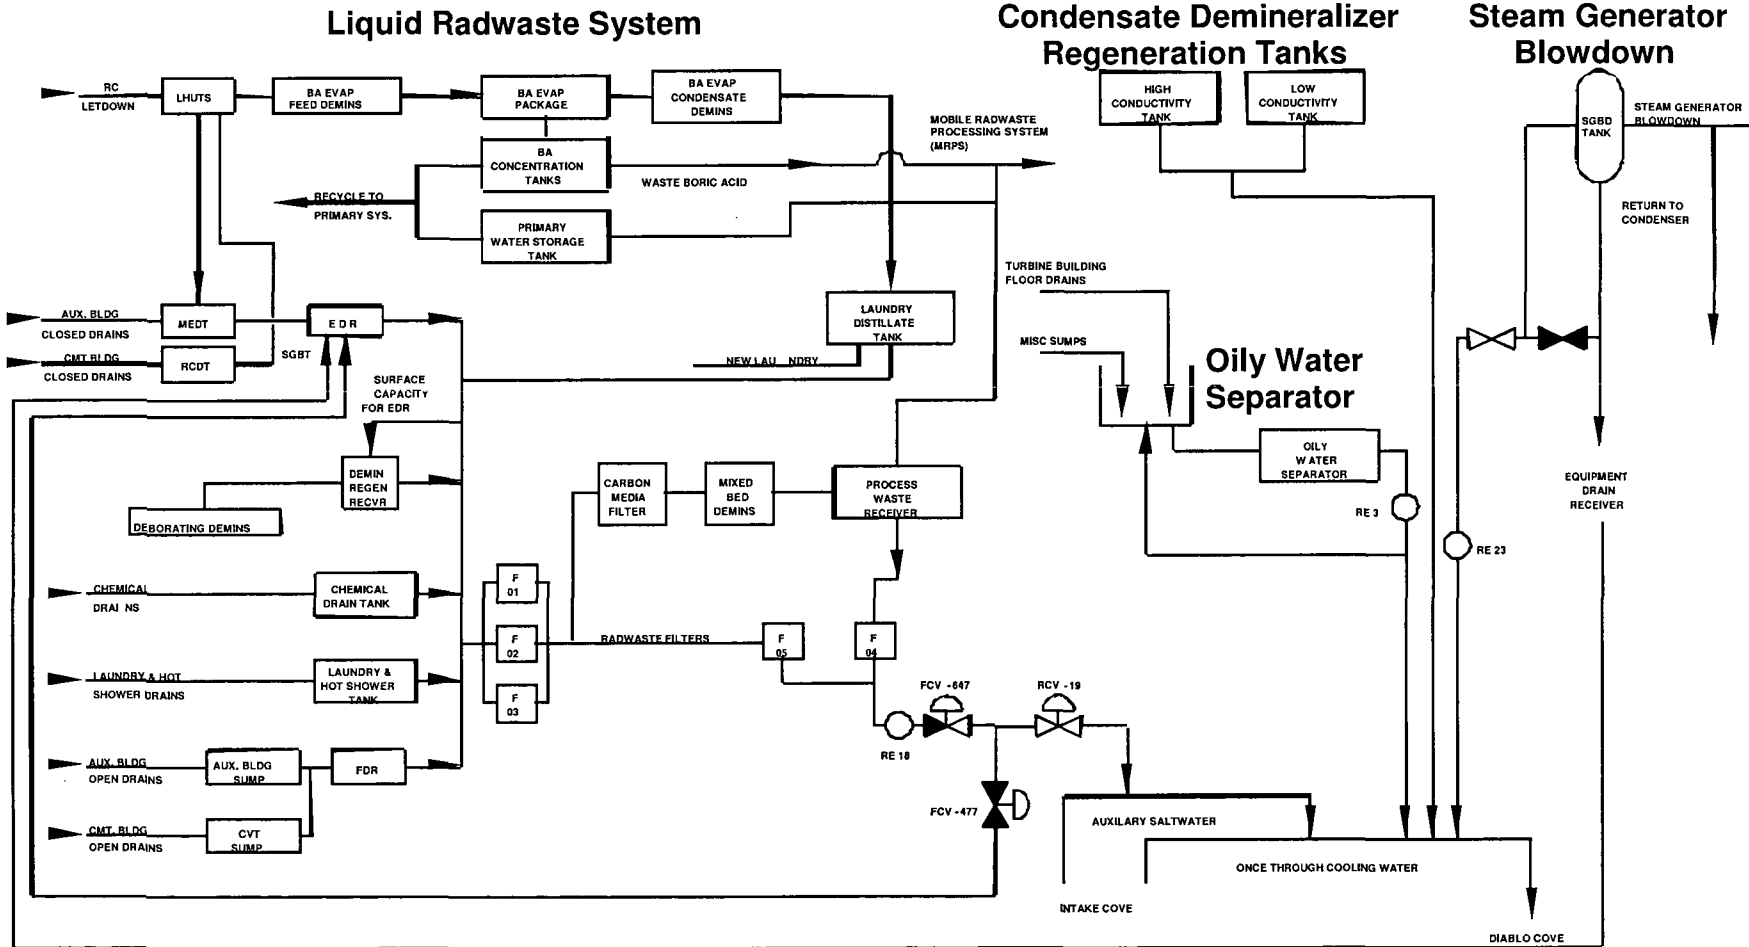 Liquid Radwaste System
Condensate Demineralizer
Regeneration Tanks
Steam Generator
Blowdown
RC
LETDOWN
LHUTS
BA EVAP
FEED DEMINS
BA EVAP
PACKAGE
BA EVAP
CONDENSATE
DEMINS
HIGH
CONDUCTIVITY
TANK
LOW
CONDUCTIVITY
TANK
SGBD
TANK
STEAM GENERATOR
BLOWDOWN
MOBILE RADWASTE
PROCESSING SYSTEM
(MRPS)
BA
CONCENTRATION
TANKS
WASTE BORIC ACID
RECYCLE TO
PRIMARY SYS.
PRIMARY
WATER STORAGE
TANK
RETURN TO
CONDENSER
TURBINE BUILDING
FLOOR DRAINS
AUX. BLDG
CLOSED DRAINS
MEDT
EDR
LAUNDRY
DISTILLATE
TANK
MISC SUMPS
CMT BLDG
CLOSED DRAINS
RCDT
SGBT
NEW LAU NDRY
Oily Water
Separator
SURFACE
CAPACITY
FOR EDR
OILY
WATER
SEPARATOR
DEMIN
REGEN
RECVR
CARBON
MEDIA
FILTER
MIXED
BED
DEMINS
PROCESS
WASTE
RECEIVER
EQUIPMENT
DRAIN
RECEIVER
RE 3
DEBORATING DEMINS
RE 23
CHEMICAL
DRAI NS
CHEMICAL
DRAIN TANK
F
01
F
02
RADWASTE FILTERS
F
05
F
04
LAUNDRY & HOT
SHOWER DRAINS
LAUNDRY &
HOT SHOWER
TANK
F
03
FCV -647
RCV -19
RE 18
AUX. BLDG
OPEN DRAINS
AUX. BLDG
SUMP
FDR
FCV -477
CMT. BLDG
OPEN DRAINS
CVT
SUMP
AUXILARY SALTWATER
ONCE THROUGH COOLING WATER
INTAKE COVE
DIABLO COVE